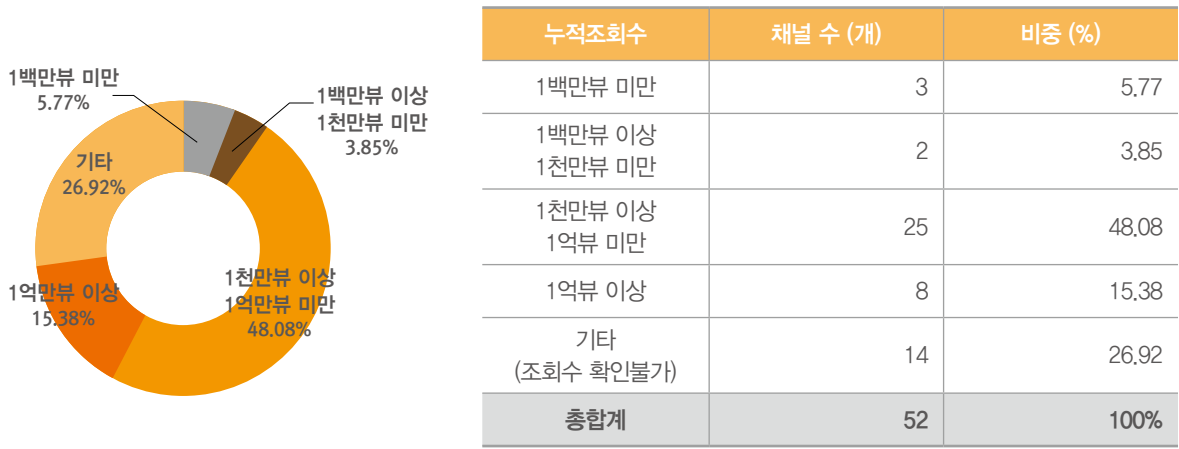 1백만뷰 미만
5.77%
1백만뷰 이상
1천만뷰 미만
3.85%
기타
26.92%
1억만뷰 이상
15.38%
1천만뷰 이상
1억만뷰 미만
48.08%
누적조회수 채널 수 (개) 비중 (%)
1백만뷰 미만 3 5.77
1백만뷰 이상
1천만뷰 미만 2 3.85
1천만뷰 이상
1억뷰 미만 25 48.08
1억뷰 이상 8 15.38
기타
(조회수 확인불가) 14 26.92
총합계 52 100%